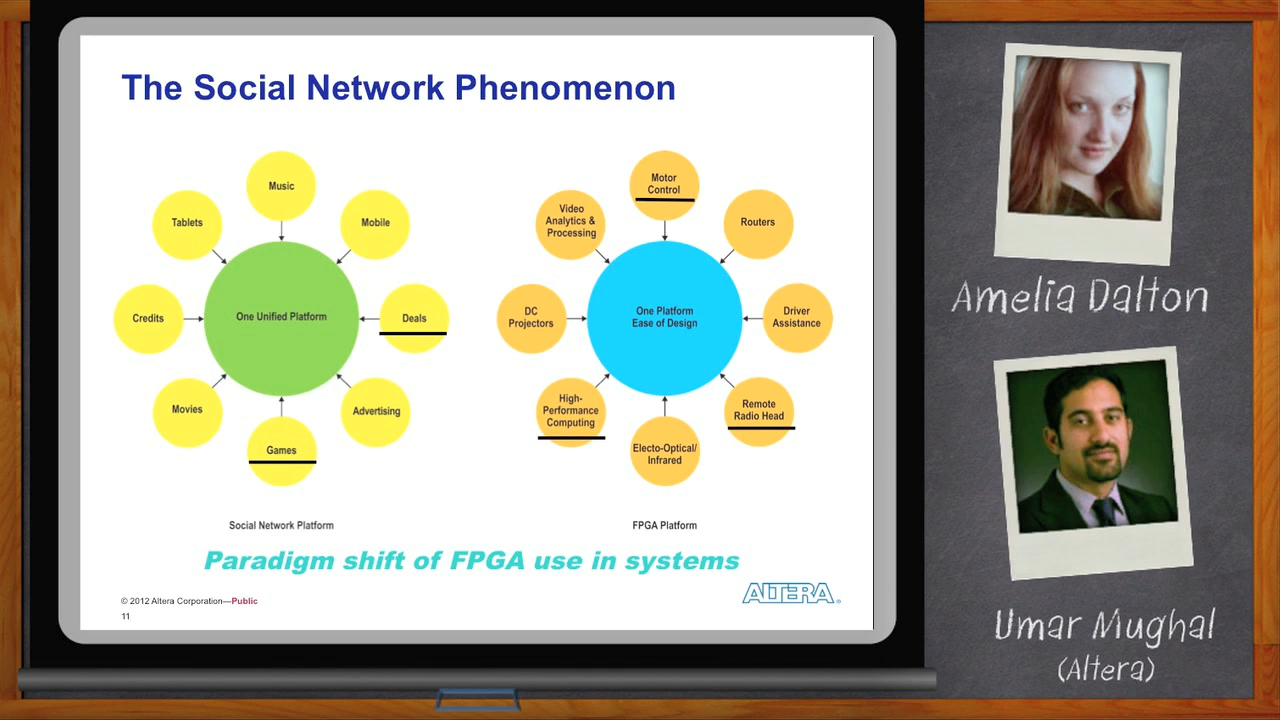 The Social Network Phenomenon
Music
Tablets
Mobile
Credits
One Unified Platform
Deals
Movies
Advertising
Games
Social Network Platform
Motor
Control
Video
Analytics &
Processing
Routers
DC
Projectors
One Platform
Ease of Design
Driver
Assistance
High-
Performance
Computing
Remote
Radio Head
Electo-Optical/
Infrared
FPGA Platform
Paradigm shift of FPGA use in systems
© 2012 Altera Corporation—Public
11
ALTERA®
Amelia Dalton
Umar Mughal
(Altera)